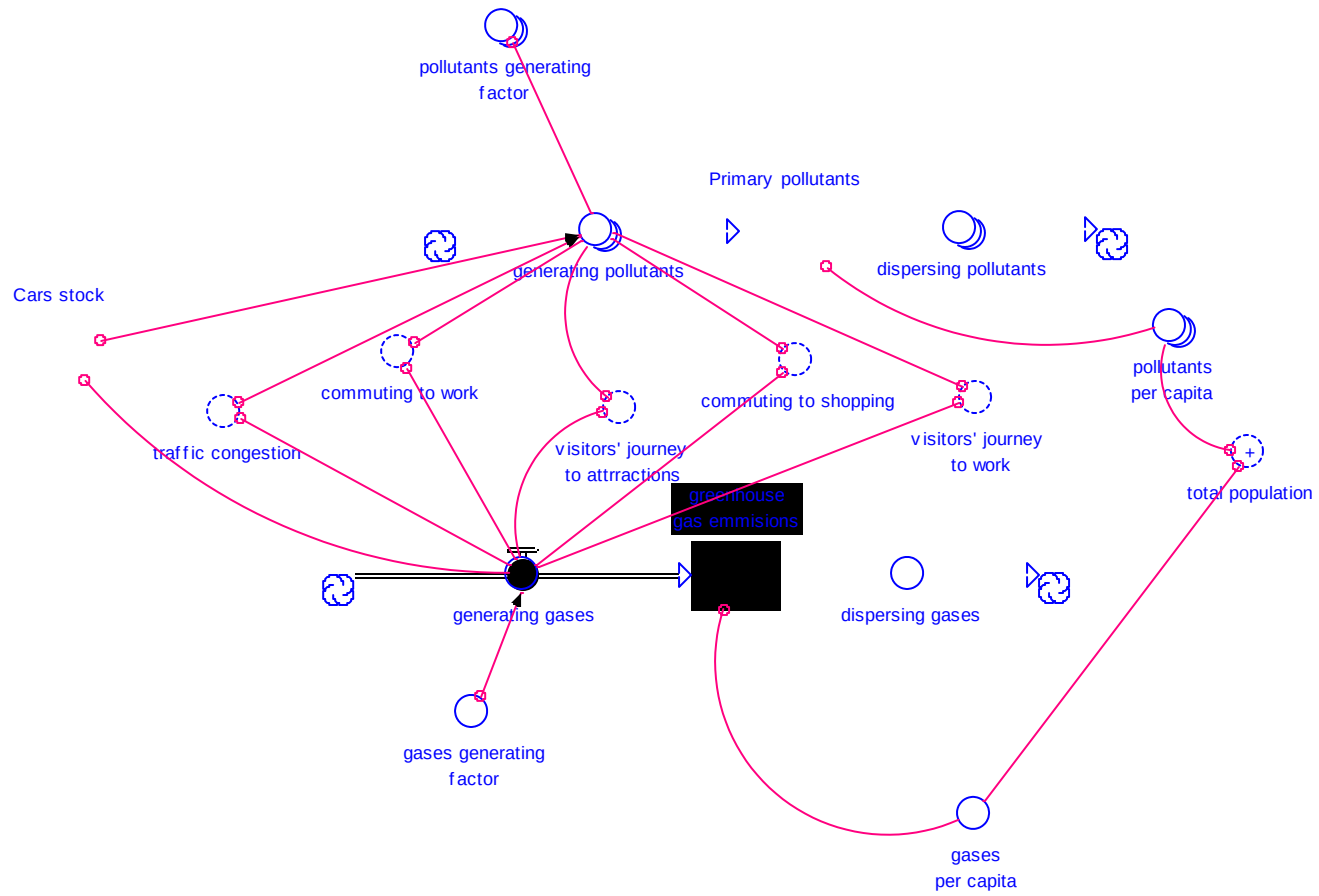 pollutants generating
factor
Primary pollutants
generating pollutants
dispersing pollutants
Cars stock
pollutants
per capita
commuting to work
commuting to shopping
visitors' journey
to work
traffic congestion
visitors' journey
to attrractions
+
total population
greenhouse
gas emmisions
generating gases
dispersing gases
gases generating
factor
gases
per capita